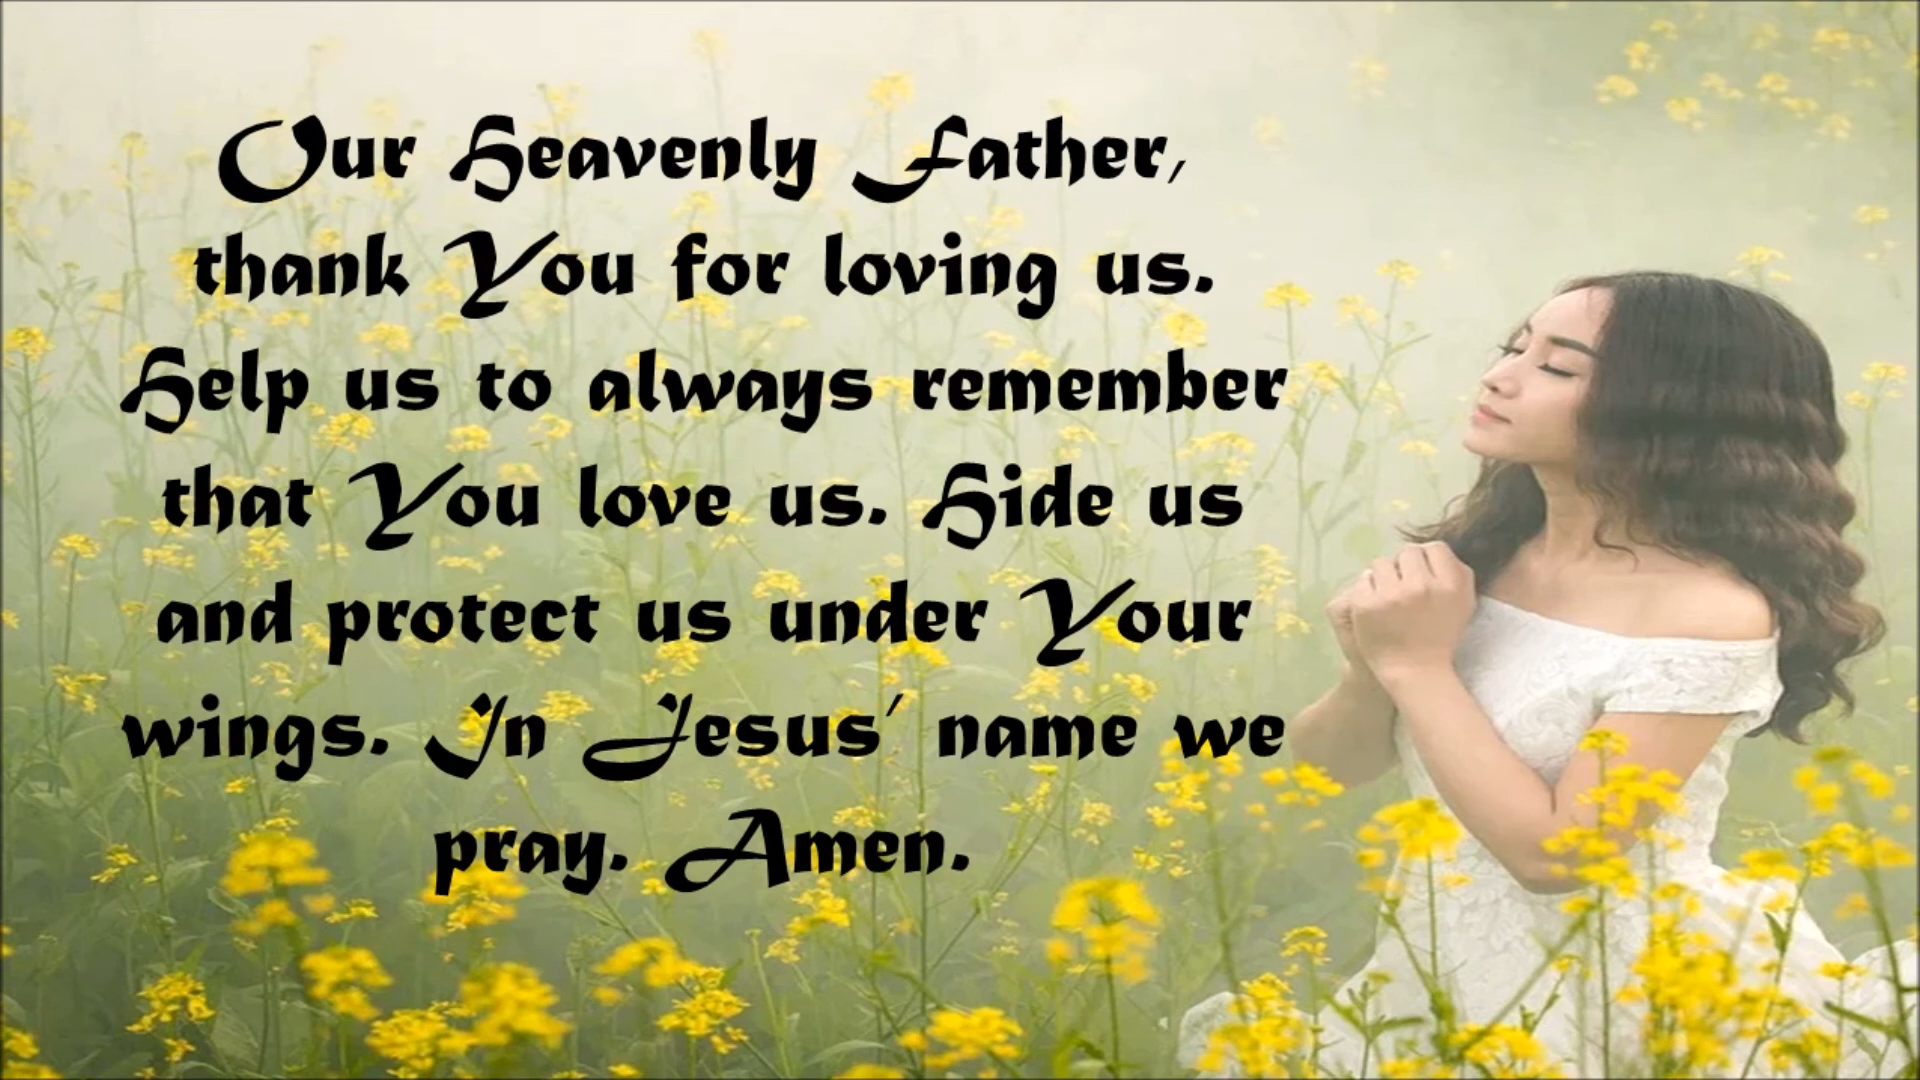 Our Heavenly Father,
thank You for loving us.
Help us to always remember
that You love us. Hide us
and protect us under Your
wings. In Jesus' name we
pray. Amen.